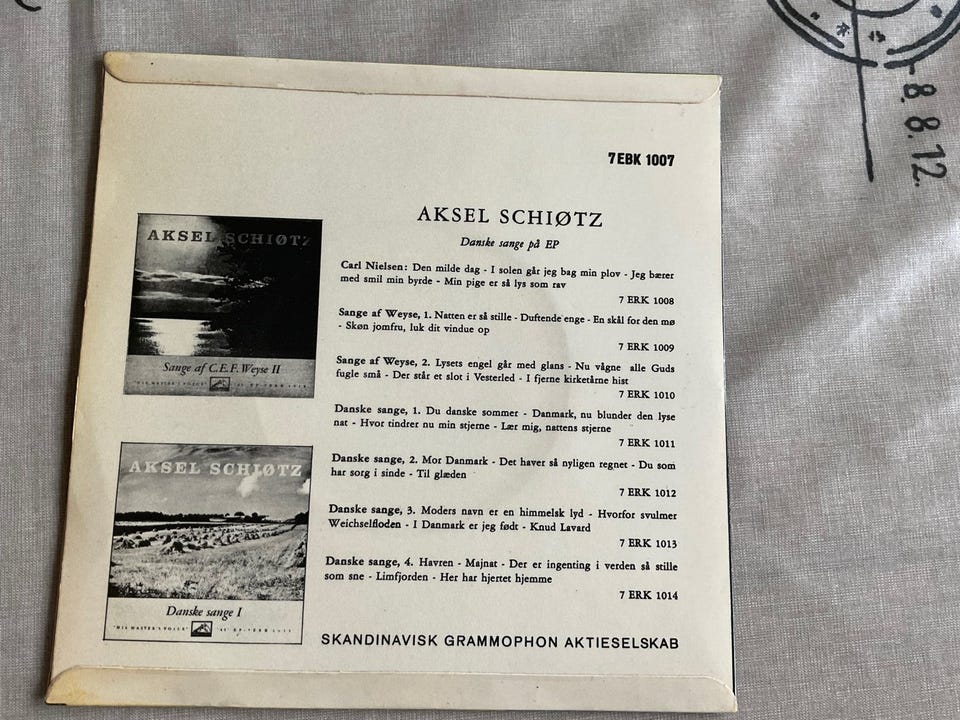 8.8.12.
7EBK 1007
AKSEL SCHIØTZ
Danske sange på EP
Carl Nielsen: Den milde dag - I solen går jeg bag min plov - Jeg bærer
med smil min byrde - Min pige er så lys som rav
7 ERK 1008
Sange af Weyse, 1. Natten er så stille - Duftende enge - En skål for den mø
- Skøn jomfru, luk dit vindue op
7 ERK 1009
Sange af Weyse, 2. Lysets engel går med glans - Nu vågne alle Guds
fugle små - Der står et slot i Vesterled - I fjerne kirketårne hist
7 ERK 1010
Danske sange, 1. Du danske sommer - Danmark, nu blunder den lyse
nat - Hvor tindrer nu min stjerne - Lær mig, nattens stjerne
7 ERK 1011
Danske sange, 2. Mor Danmark - Det haver så nyligen regnet - Du som
har sorg i sinde - Til glæden
7 ERK 1012
Danske sange, 3. Moders navn er en himmelsk lyd - Hvorfor svulmer
Weichselfloden - I Danmark er jeg født - Knud Lavard
7 ERK 1013
Danske sange, 4. Havren - Majnat - Der er ingenting i verden så stille
som sne - Limfjorden - Her har hjertet hjemme
7 ERK 1014
SKANDINAVISK GRAMMOPHON AKTIESELSKAB
AKSEL SCHIØTZ
Sange af C.E.F. Weyse II
"HIS MASTER'S VOICE"
AKSEL SCHIØTZ
Danske sange I
"HIS MASTER'S VOICE"